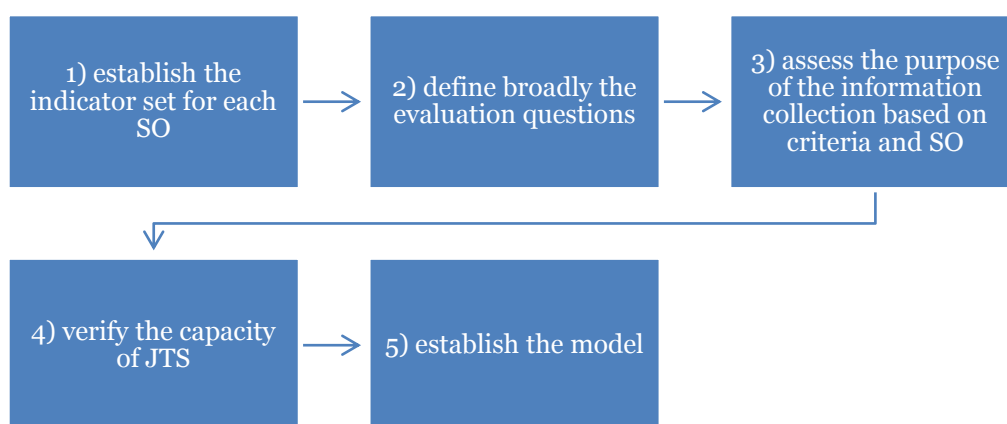 1) establish the
indicator set for each
SO
2) define broadly the
evaluation questions
3) assess the purpose
of the information
collection based on
criteria and SO
4) verify the capacity
of JTS
5) establish the model